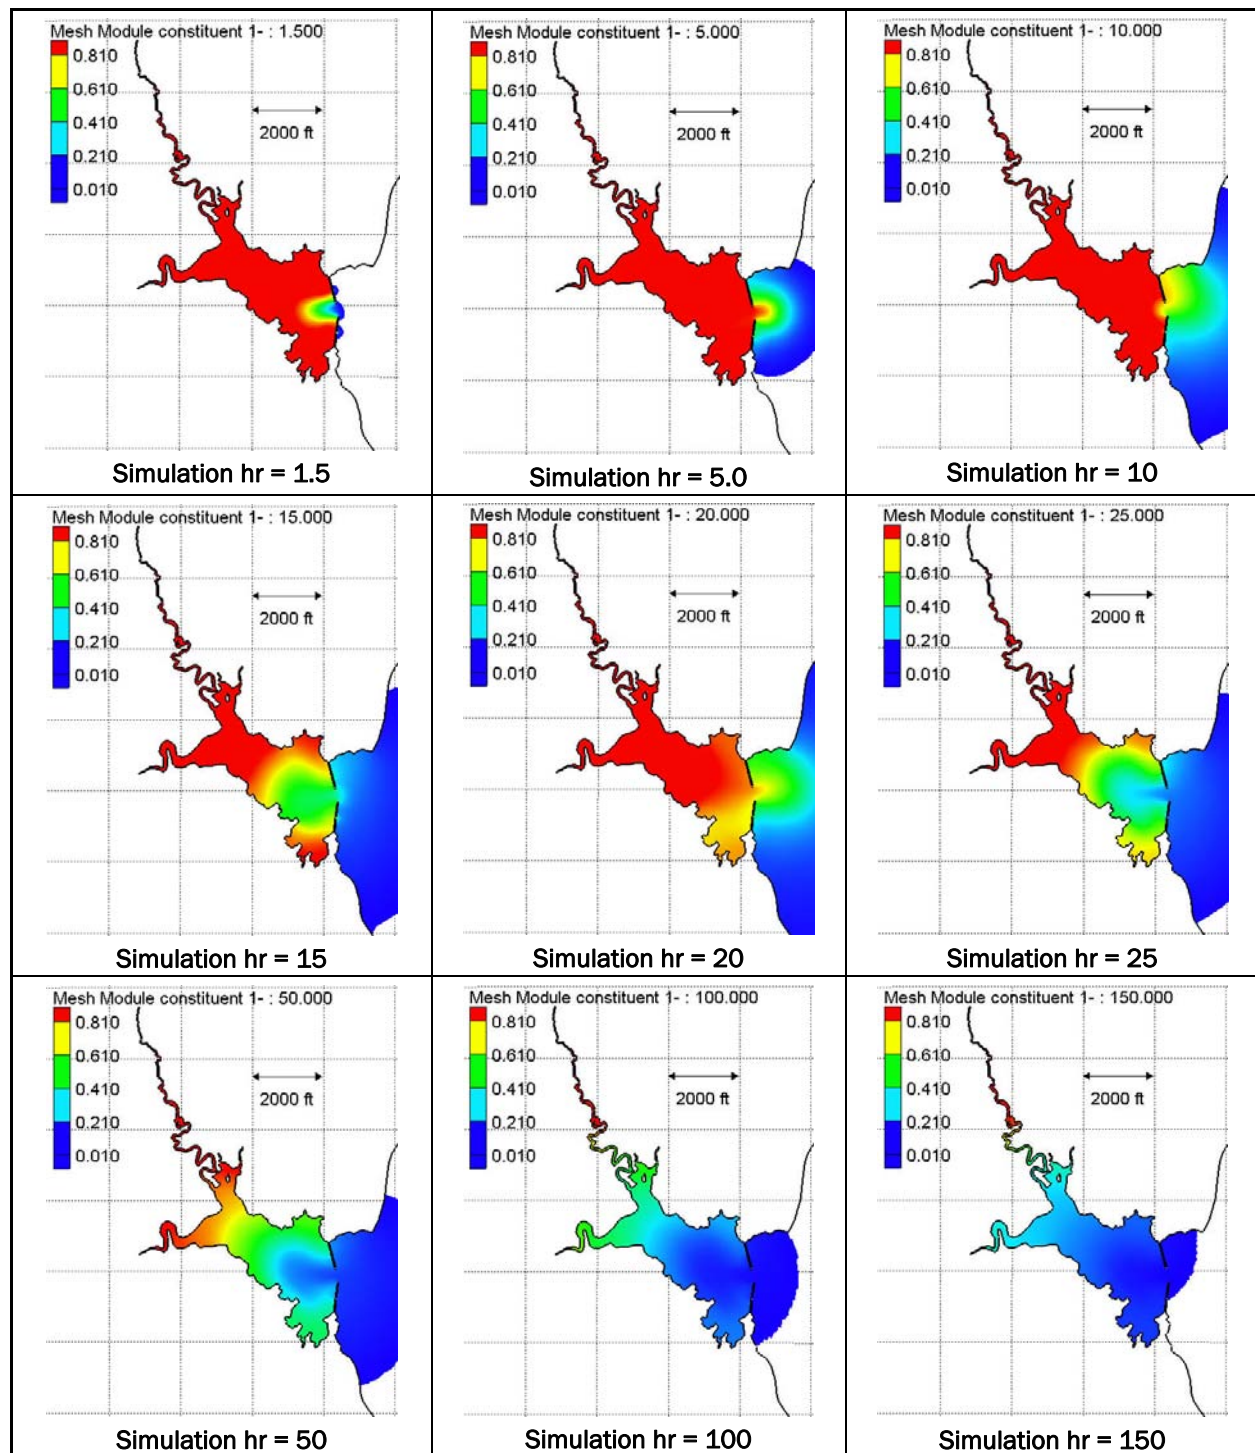 Mesh Module constituent 1- : 1.500
0.810
0.610
0.410
0.210
0.010
2000 ft
Simulation hr = 1.5
Mesh Module constituent 1- : 5.000
0.810
0.610
0.410
0.210
0.010
2000 ft
Simulation hr = 5.0
Mesh Module constituent 1- : 10.000
0.810
0.610
0.410
0.210
0.010
2000 ft
Simulation hr = 10
Mesh Module constituent 1- : 15.000
0.810
0.610
0.410
0.210
0.010
2000 ft
Simulation hr = 15
Mesh Module constituent 1- : 20.000
0.810
0.610
0.410
0.210
0.010
2000 ft
Simulation hr = 20
Mesh Module constituent 1- : 25.000
0.810
0.610
0.410
0.210
0.010
2000 ft
Simulation hr = 25
Mesh Module constituent 1- : 50.000
0.810
0.610
0.410
0.210
0.010
2000 ft
Simulation hr = 50
Mesh Module constituent 1- : 100.000
0.810
0.610
0.410
0.210
0.010
2000 ft
Simulation hr = 100
Mesh Module constituent 1- : 150.000
0.810
0.610
0.410
0.210
0.010
2000 ft
Simulation hr = 150